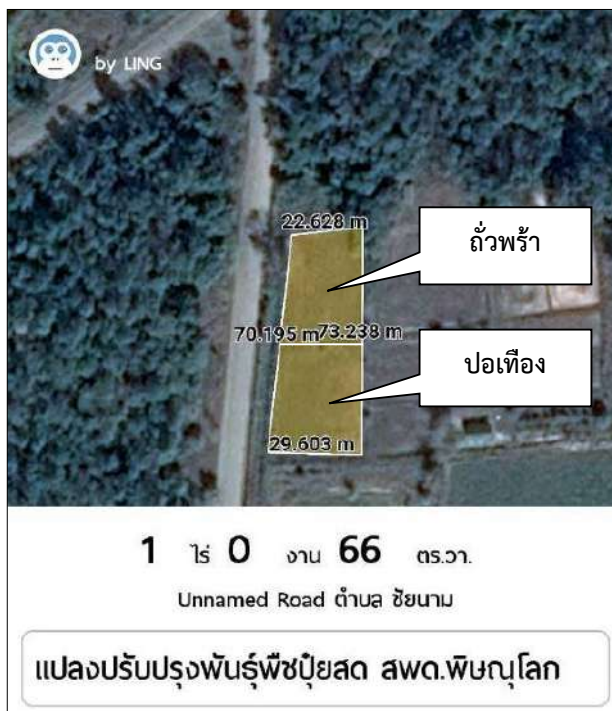 by LING
22.628 m
ถั่วพร้า
70.195 m 73.238 m
ปอเทือง
29.603 m
1 ไร่ 0 งาน 66 ตร.วา.
Unnamed Road ตำบล ชัยนาม
แปลงปรับปรุงพันธุ์พืชปุ๋ยสด สพด.พิษณุโลก